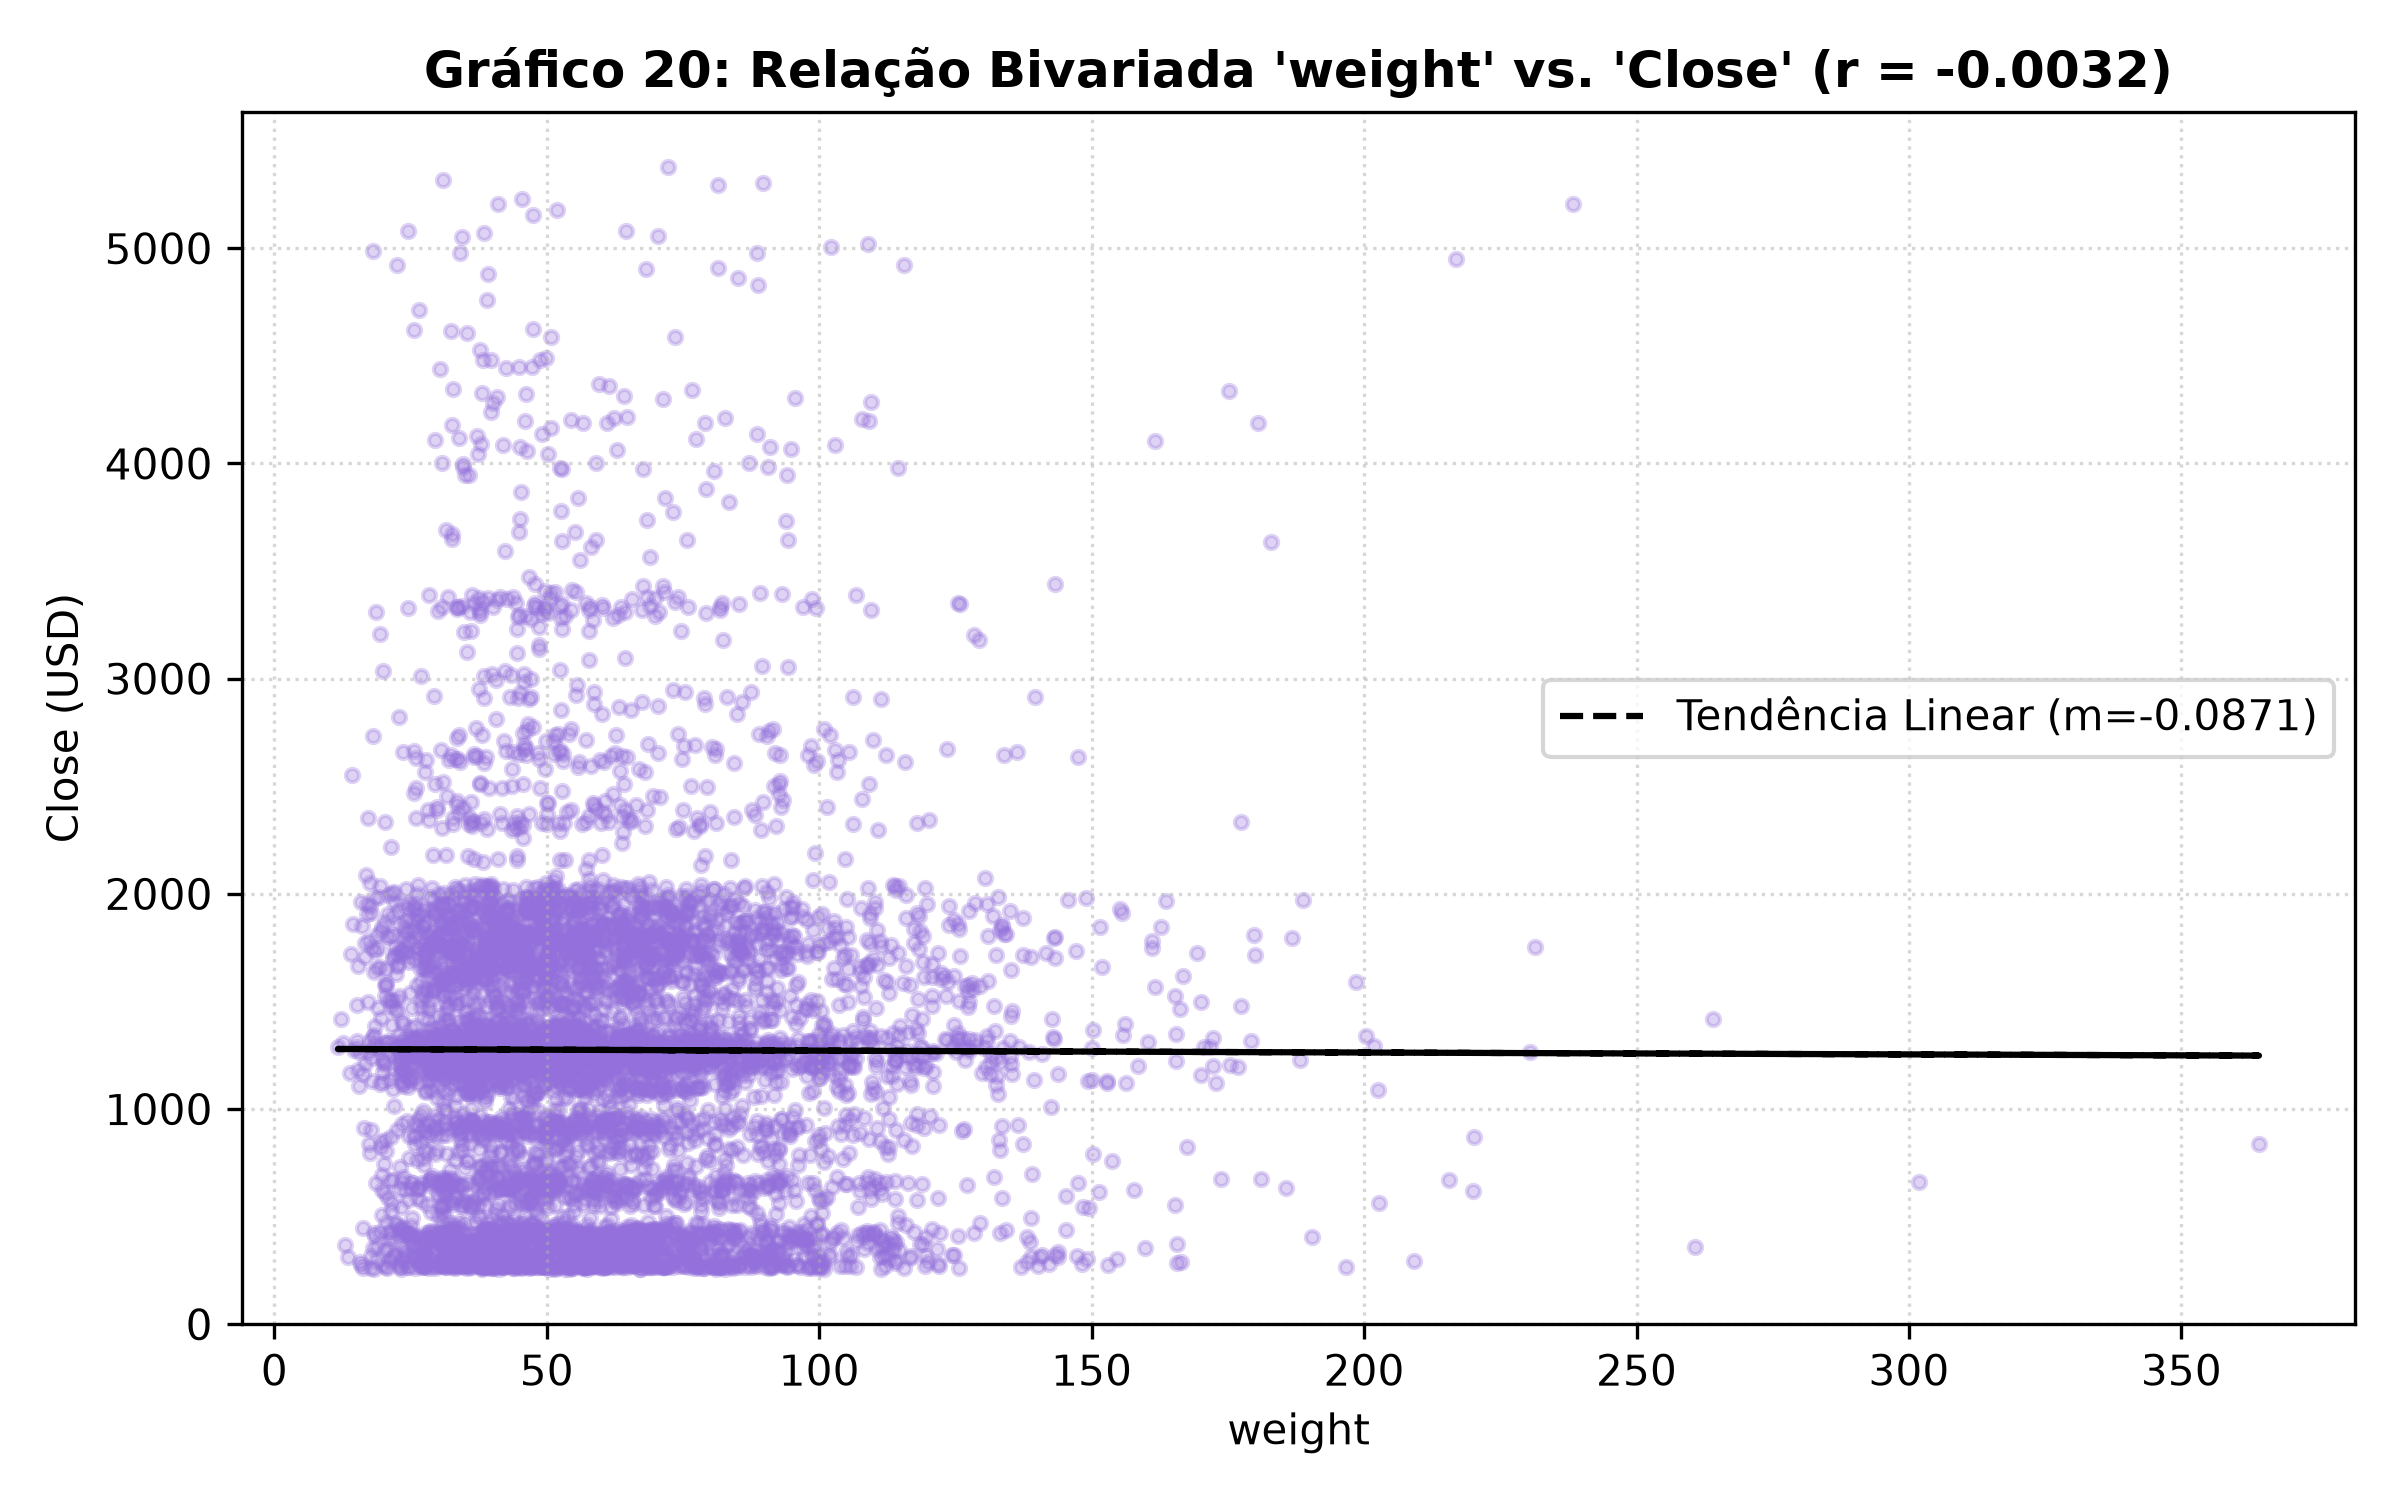 Gráfico 20: Relação Bivariada 'weight' vs. 'Close' (r = -0.0032)
Close (USD)
5000
4000
3000
2000
1000
0
Tendência Linear (m=-0.0871)
0 50 100 150 200 250 300 350
weight